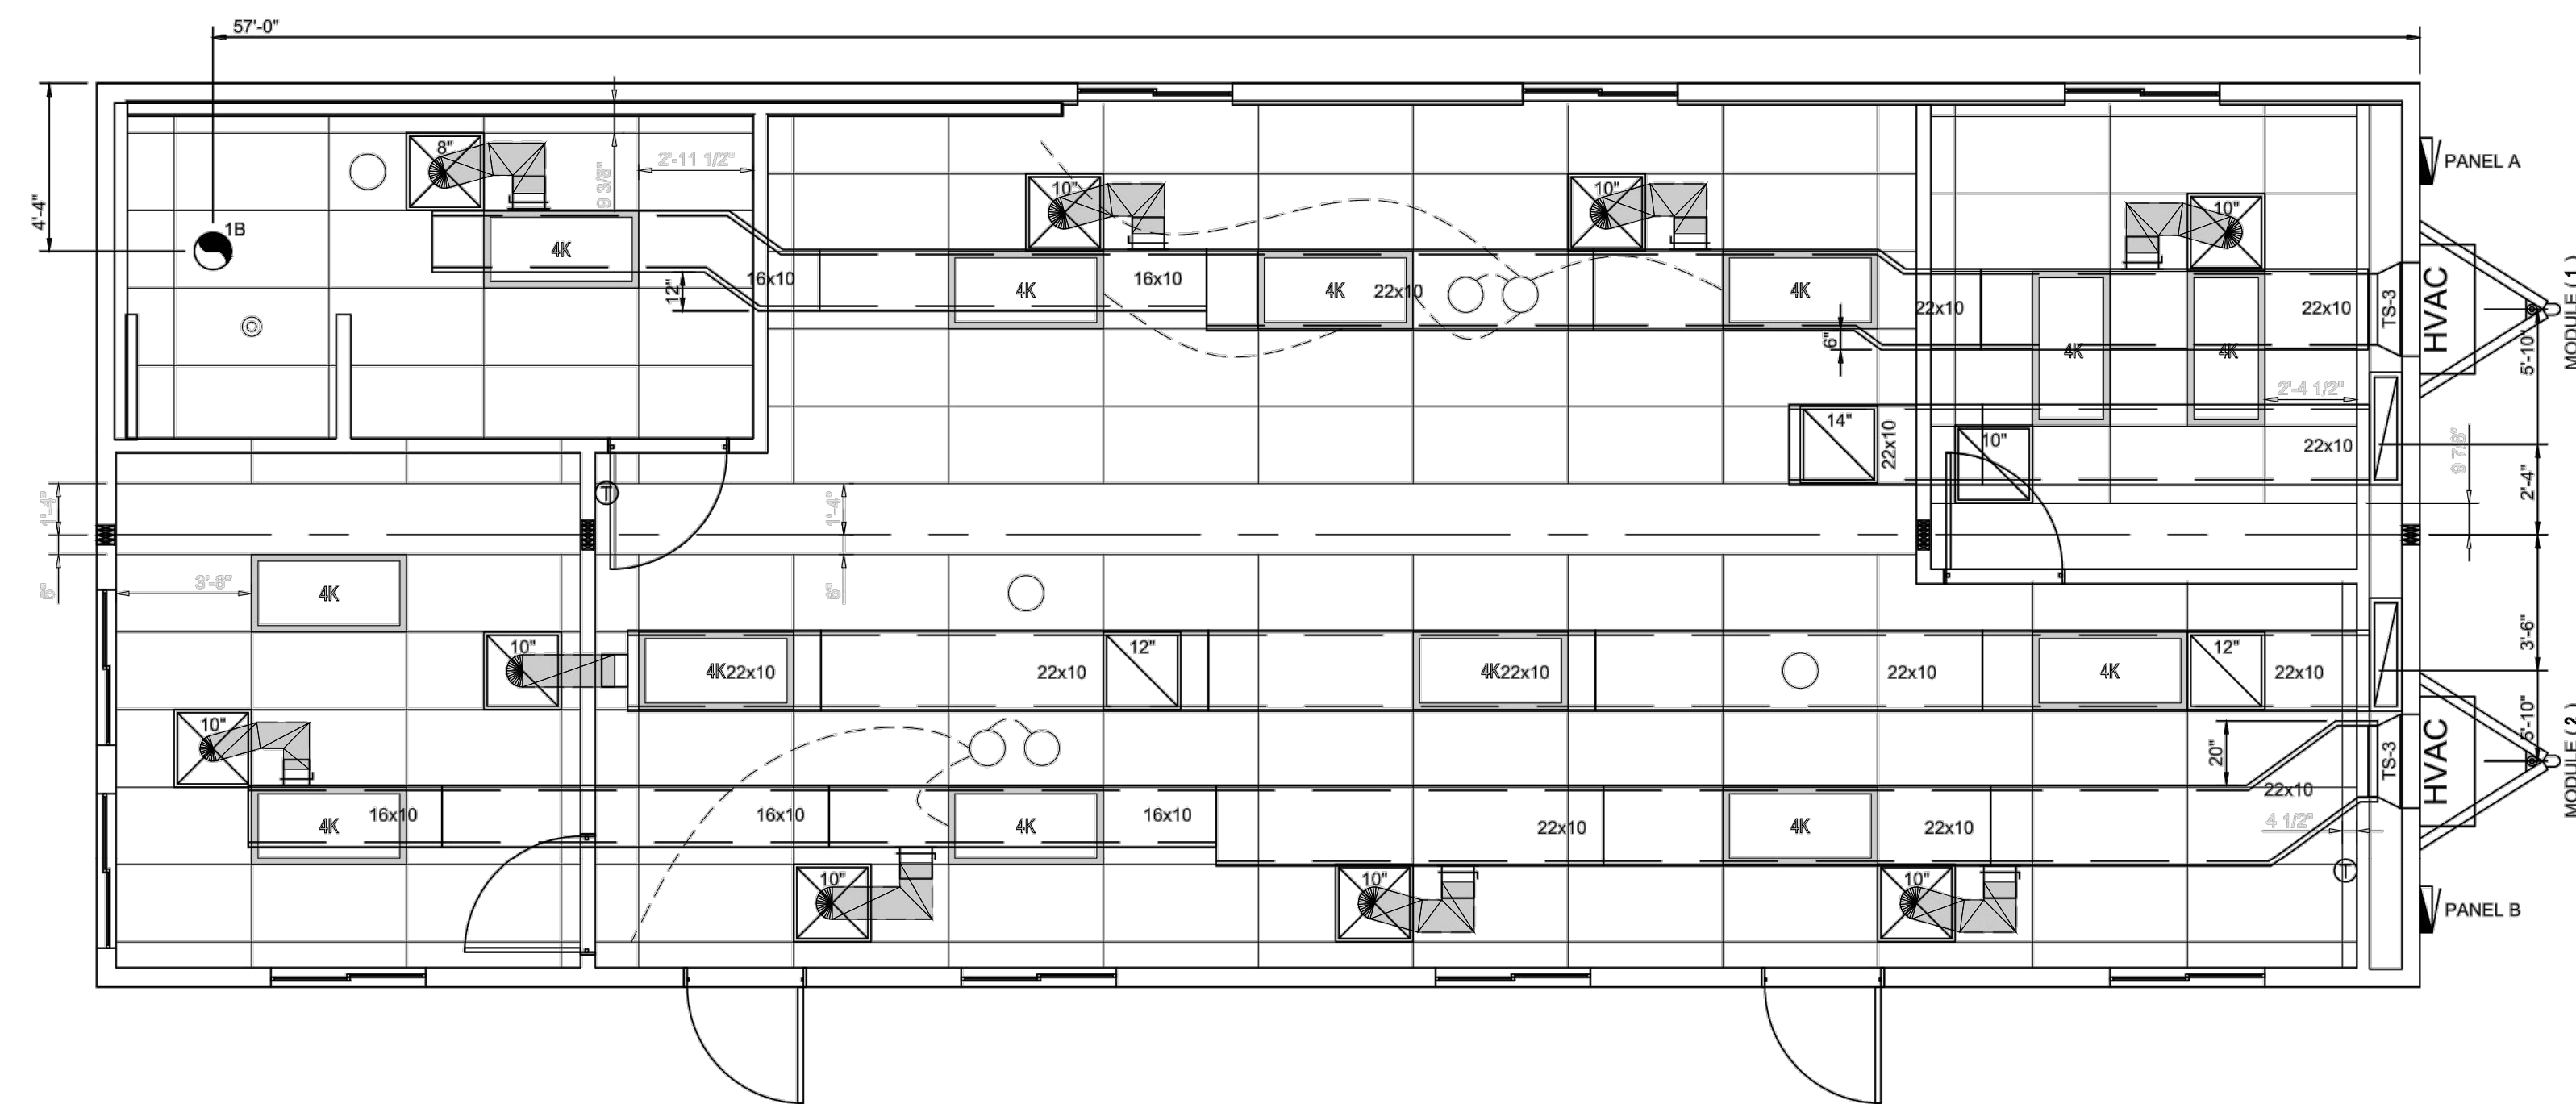 57'-0"
4'-4"
8"
9 3/8"
2'-11 1/2"
PANEL A
1B
10"
10"
10"
4K
16x10
12"
4K
16x10
4K
22x10
4K
6"
22x10
4K
4K
22x10
TS-3
HVAC
5'-10"
MODULE ( 1 )
2'-4 1/2"
14"
22x10
10"
22x10
9 7/8"
2'-4"
1'-4"
T
1'-4"
6"
3'-6"
4K
6"
3'-6"
10"
4K
22x10
22x10
12"
4K
22x10
22x10
4K
12"
22x10
10"
20"
TS-3
HVAC
5'-10"
MODULE ( 2 )
4K
16x10
16x10
4K
16x10
22x10
4K
22x10
22x10
4 1/2"
10"
10"
10"
T
PANEL B